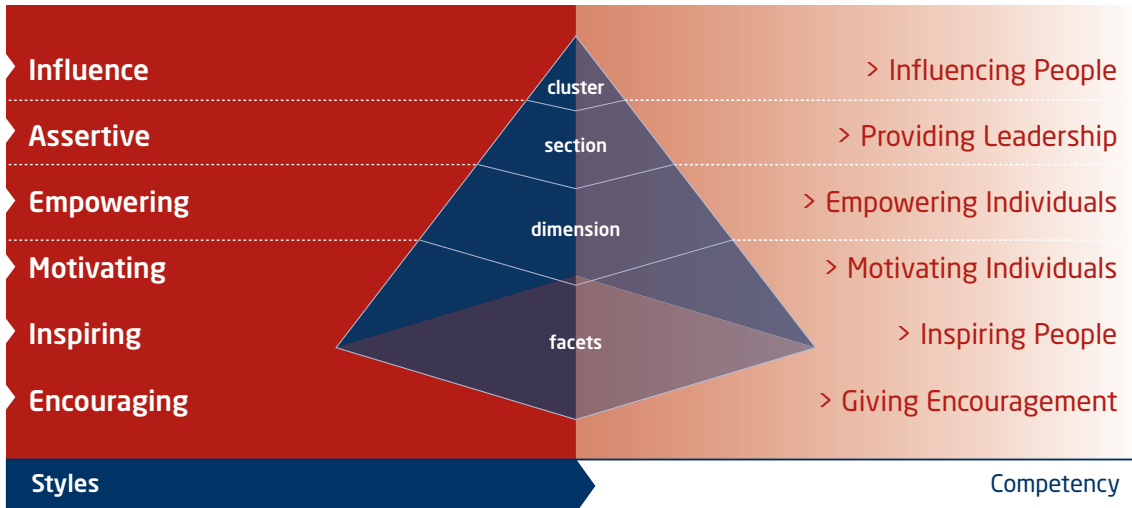 Influence
cluster
> Influencing People
Assertive
section
> Providing Leadership
Empowering
dimension
> Empowering Individuals
Motivating
> Motivating Individuals
Inspiring
facets
> Inspiring People
Encouraging
> Giving Encouragement
Styles
Competency